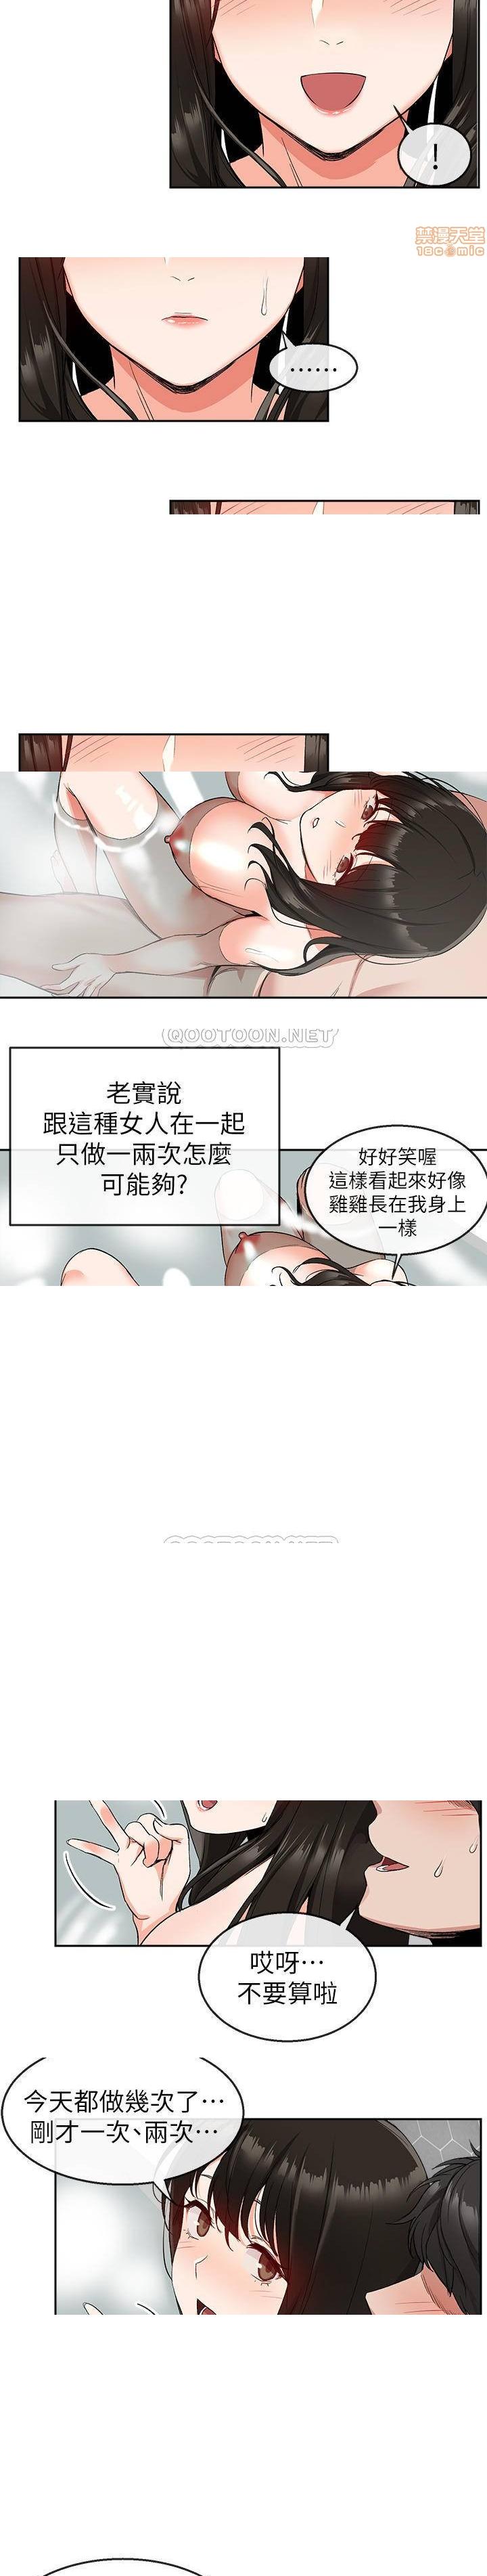 ！
禁漫天堂
18comic
……
QOOTOON.NET
老實說
跟這種女人在一起
只做一兩次怎麼
可能夠?
好好笑喔
這樣看起來好像
雞雞長在我身上
一樣
哎呀…
不要算啦
今天都做幾次了…
剛才一次、兩次…